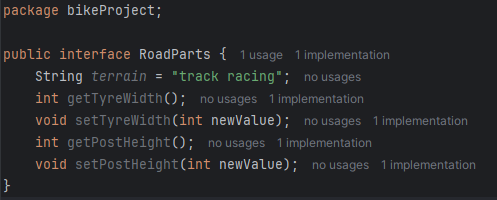 package bikeProject;
public interface RoadParts { 1 usage 1 implementation
String terrain = "track racing"; no usages
int getTyreWidth(); no usages 1 implementation
void setTyreWidth(int newValue); no usages 1 implementation
int getPostHeight(); no usages 1 implementation
void setPostHeight(int newValue); no usages 1 implementation
}